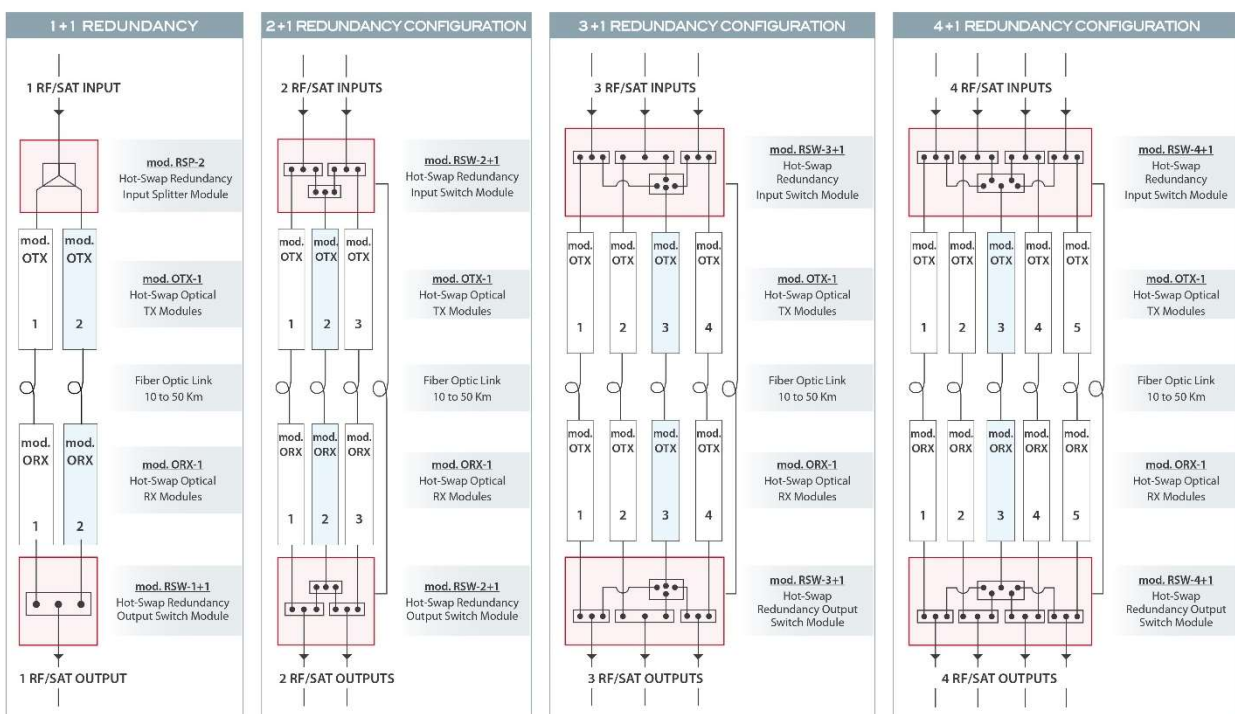 1+1 REDUNDANCY
1 RF/SAT INPUT
mod. RSP-2
Hot-Swap Redundancy
Input Splitter Module
mod. mod.
OTX OTX
mod. OTX-1
Hot-Swap Optical
TX Modules
1 2
Fiber Optic Link
10 to 50 Km
mod. mod.
ORX ORX
mod. ORX-1
Hot-Swap Optical
RX Modules
1 2
mod. RSW-1+1
Hot-Swap Redundancy
Output Switch Module
1 RF/SAT OUTPUT
2+1 REDUNDANCY CONFIGURATION
2 RF/SAT INPUTS
mod. RSW-2+1
Hot-Swap Redundancy
Input Switch Module
mod. mod. mod.
OTX OTX OTX
mod. OTX-1
Hot-Swap Optical
TX Modules
1 2 3
Fiber Optic Link
10 to 50 Km
mod. mod. mod.
ORX ORX ORX
mod. ORX-1
Hot-Swap Optical
RX Modules
1 2 3
mod. RSW-2+1
Hot-Swap Redundancy
Output Switch Module
2 RF/SAT OUTPUTS
3+1 REDUNDANCY CONFIGURATION
3 RF/SAT INPUTS
mod. RSW-3+1
Hot-Swap
Redundancy
Input Switch Module
mod. mod. mod. mod.
OTX OTX OTX OTX
mod. OTX-1
Hot-Swap Optical
TX Modules
1 2 3 4
Fiber Optic Link
10 to 50 Km
mod. mod. mod. mod.
OTX OTX OTX OTX
mod. ORX-1
Hot-Swap Optical
RX Modules
1 2 3 4
mod. RSW-3+1
Hot-Swap
Redundancy Output
Switch Module
3 RF/SAT OUTPUTS
4+1 REDUNDANCY CONFIGURATION
4 RF/SAT INPUTS
mod. RSW-4+1
Hot-Swap
Redundancy
Input Switch Module
mod. mod. mod. mod. mod.
OTX OTX OTX OTX OTX
mod. OTX-1
Hot-Swap Optical
TX Modules
1 2 3 4 5
Fiber Optic Link
10 to 50 Km
mod. mod. mod. mod. mod.
ORX ORX ORX ORX ORX
mod. ORX-1
Hot-Swap Optical
RX Modules
1 2 3 4 5
mod. RSW-4+1
Hot-Swap
Redundancy Output
Switch Module
4 RF/SAT OUTPUTS